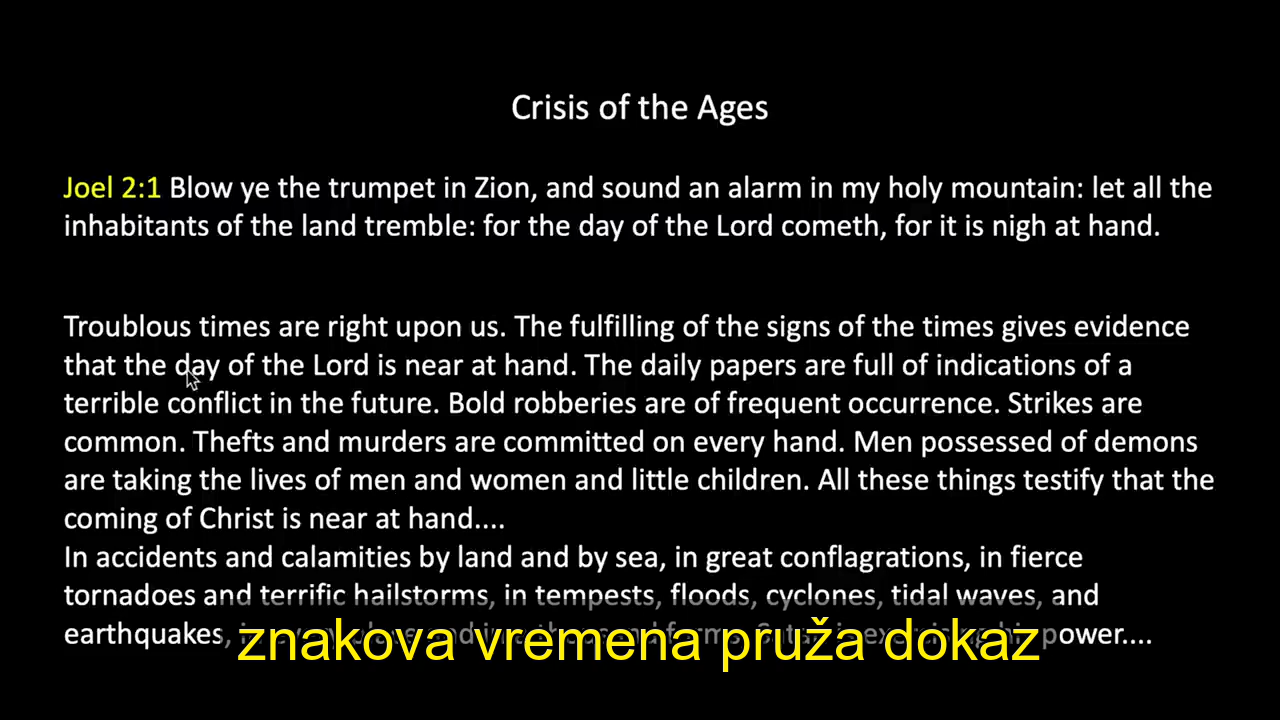 Crisis of the Ages
Joel 2:1 Blow ye the trumpet in Zion, and sound an alarm in my holy mountain: let all the
inhabitants of the land tremble: for the day of the Lord cometh, for it is nigh at hand.
Troublous times are right upon us. The fulfilling of the signs of the times gives evidence
that the day of the Lord is near at hand. The daily papers are full of indications of a
terrible conflict in the future. Bold robberies are of frequent occurrence. Strikes are
common. Thefts and murders are committed on every hand. Men possessed of demons
are taking the lives of men and women and little children. All these things testify that the
coming of Christ is near at hand....
In accidents and calamities by land and by sea, in great conflagrations, in fierce
tornadoes and terrific hailstorms, in tempests, floods, cyclones, tidal waves, and
earthquakes, power....
znakova vremena pruža dokaz